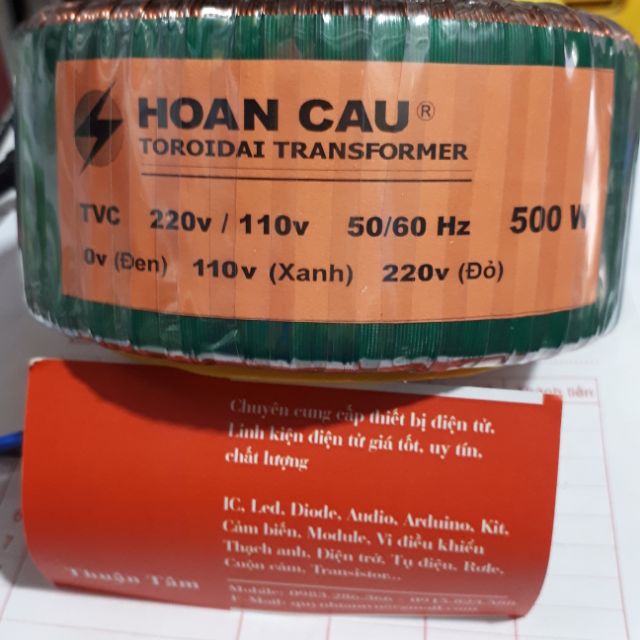 HOAN CAU ®
TOROIDAI TRANSFORMER
TVC 220v / 110v 50/60 Hz 500 W
0v (Đen) 110v (Xanh) 220v (Đỏ)
tiền
Chuyên cung cấp thiết bị điện tử,
Linh kiện điện tử giá tốt, uy tín,
chất lượng
IC, Led, Diode, Audio, Arduino, Kit,
Cảm biến, Module, Vi điều khiển
Thạch anh, Điện trở, Tụ điện, Rơle,
Cuộn cảm, Transistor...
Thuận Tâm
Mobile:
E-Mail: